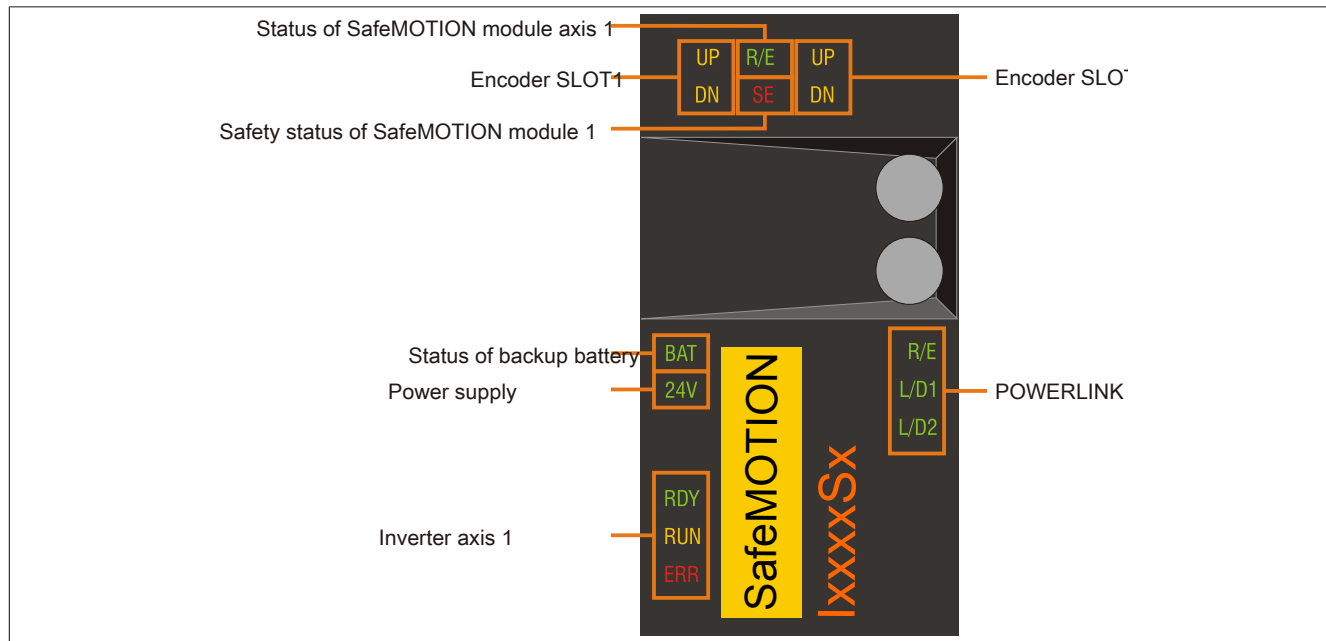 Status of SafeMOTION module axis 1
UP R/E UP
Encoder SLOT1
Encoder
DN SE DN
Safety status of SafeMOTION module 1
Status of backup battery
BAT
R/E
Power supply
24V
L/D1
POWERLINK
L/D2
RDY
Inverter axis 1
RUN
ERR
SafeMOTION
IxxxxSx